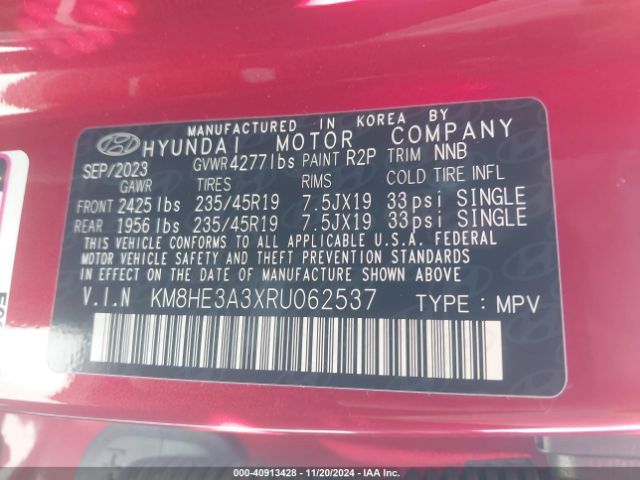 MANUFACTURED IN KOREA BY
HYUNDAI MOTOR COMPANY
SEP/2023 GVWR 4277lbs PAINT R2P TRIM NNB
GAWR TIRES RIMS COLD TIRE INFL
FRONT 2425 lbs 235/45R19 7.5JX19 33psi SINGLE
REAR 1956 lbs 235/45R19 7.5JX19 33psi SINGLE
THIS VEHICLE CONFORMS TO ALL APPLICABLE U.S.A. FEDERAL
MOTOR VEHICLE SAFETY AND THEFT PREVENTION STANDARDS
IN EFFECT ON THE DATE OF MANUFACTURE SHOWN ABOVE.
V.I.N KM8HE3A3XRU062537 TYPE : MPV
000-40913428 - 11/20/2024 - IAA Inc.